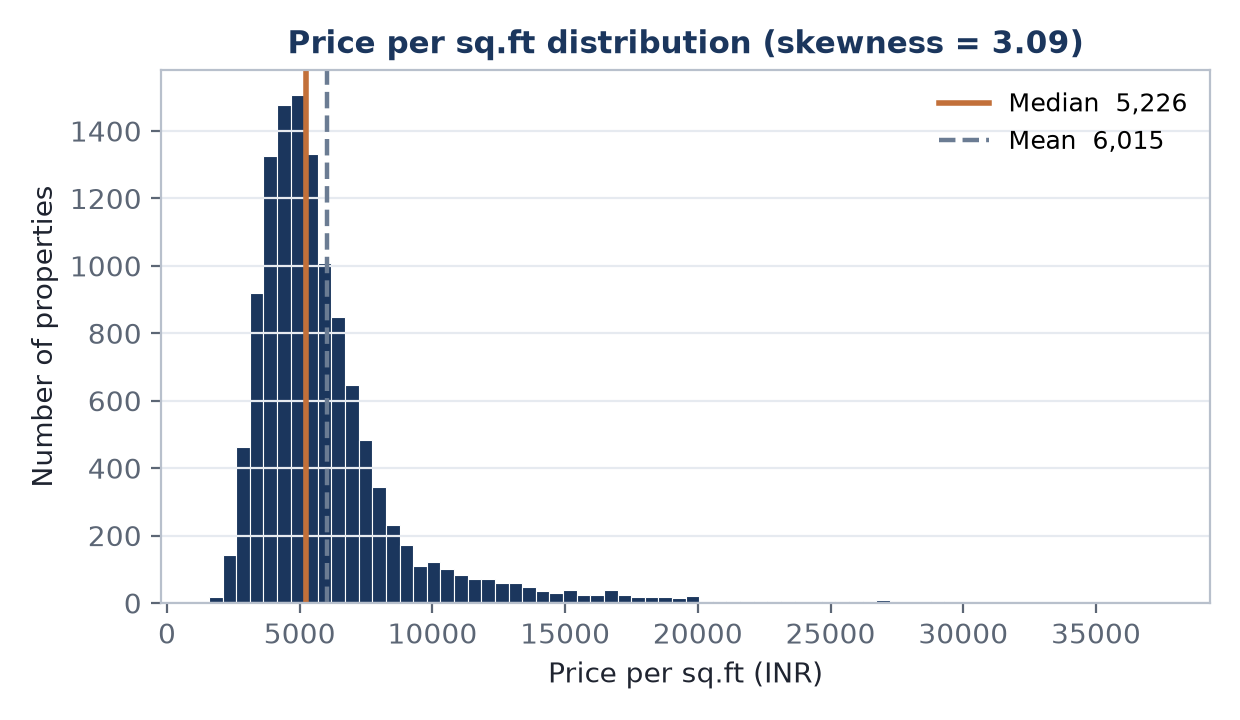 Price per sq.ft distribution (skewness = 3.09)
Median 5,226
Mean 6,015
Number of properties
1400
1200
1000
800
600
400
200
0
0 5000 10000 15000 20000 25000 30000 35000
Price per sq.ft (INR)